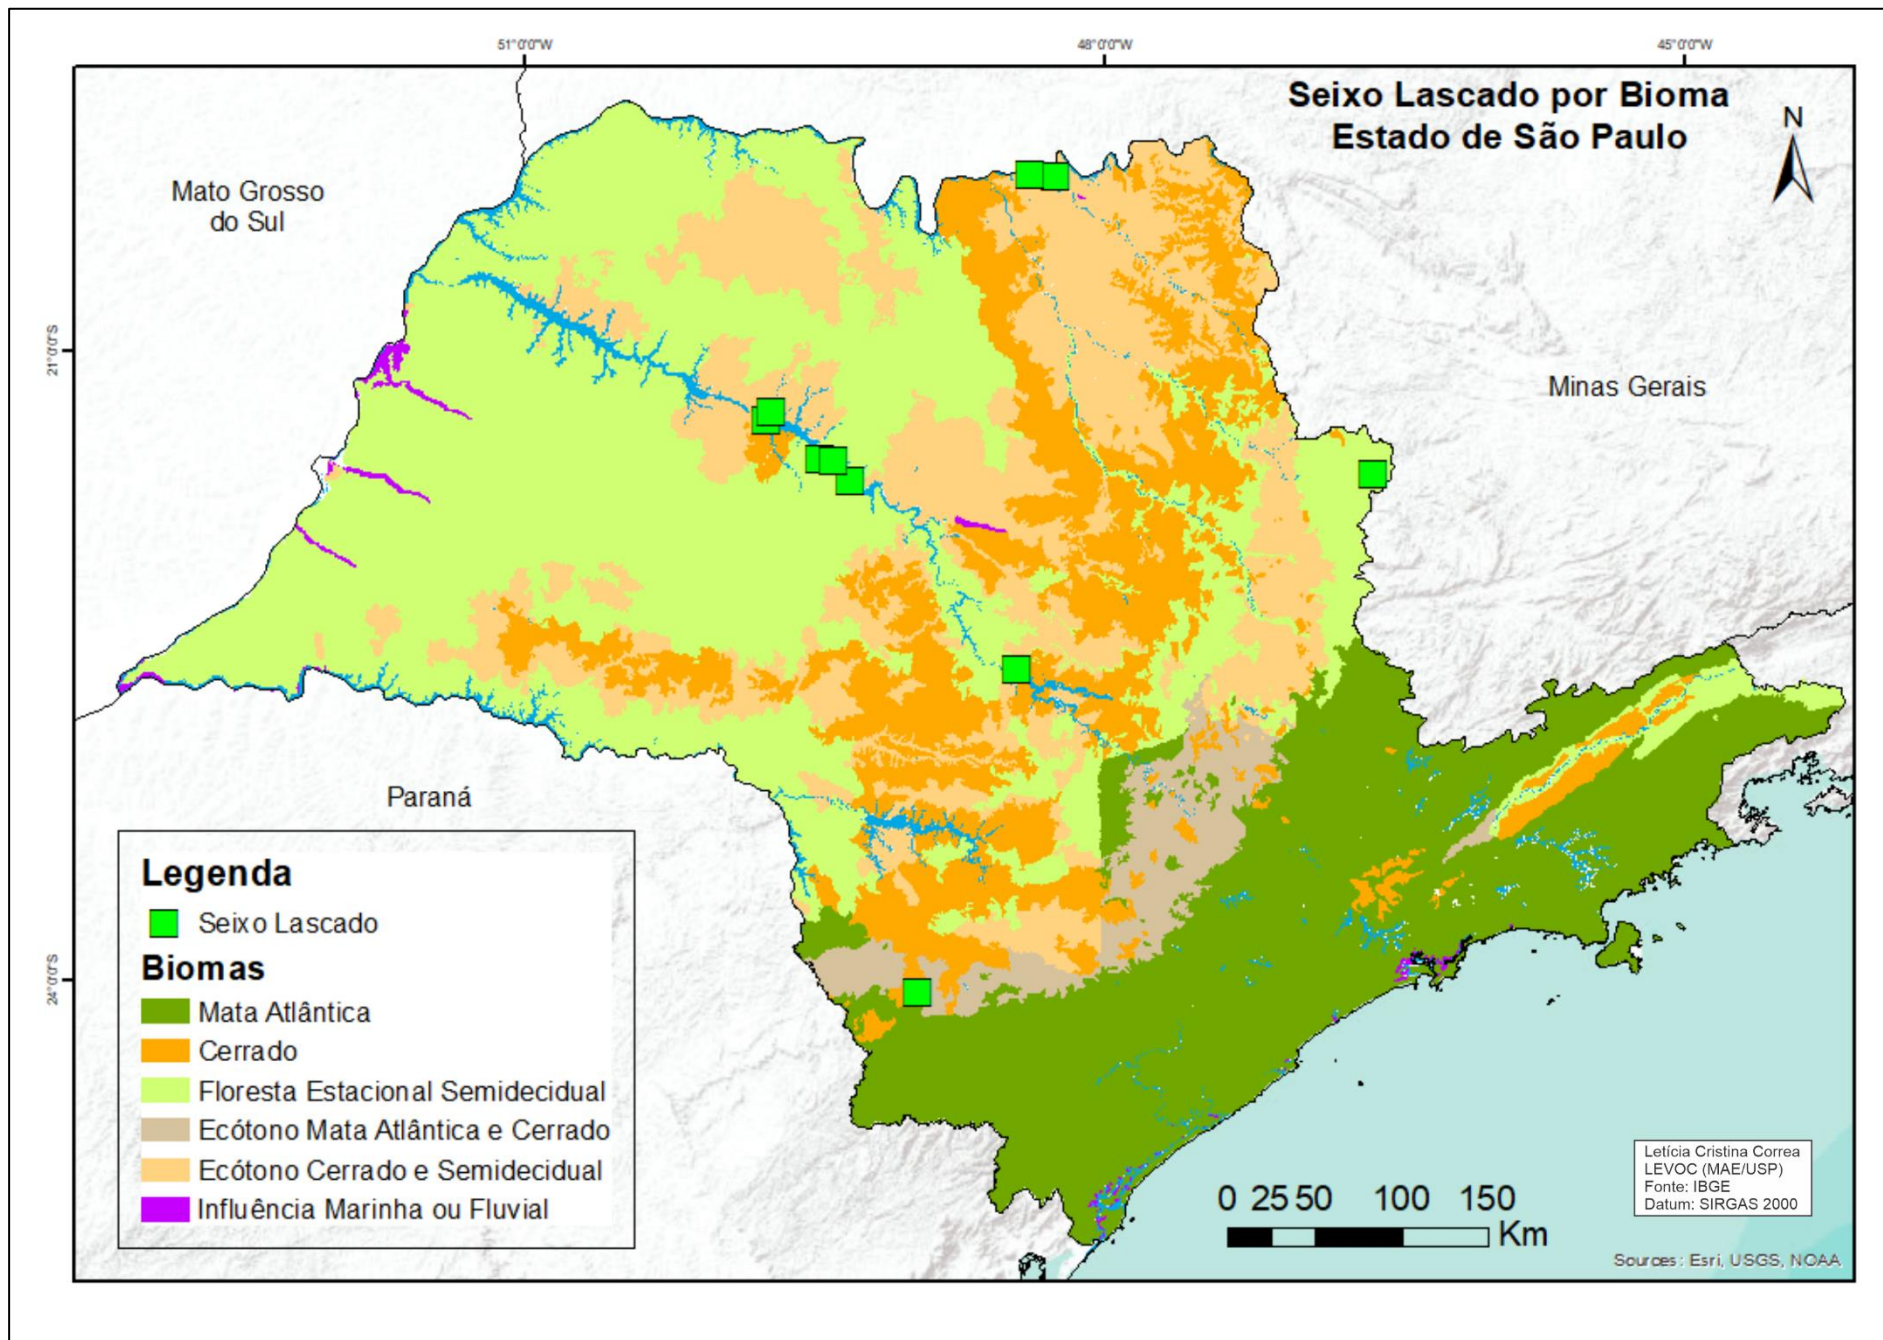 51°0'0"W
48°0'0"W
45°0'0"W
Seixo Lascado por Bioma
Estado de São Paulo
N
Mato Grosso
do Sul
21°0'0"S
Minas Gerais
Paraná
24°0'0"S
Legenda
Seixo Lascado
Biomas
Mata Atlântica
Cerrado
Floresta Estacional Semidecidual
Ecótono Mata Atlântica e Cerrado
Ecótono Cerrado e Semidecidual
Influência Marinha ou Fluvial
Letícia Cristina Correa
LEVOC (MAE/USP)
Fonte: IBGE
Datum: SIRGAS 2000
0 25 50 100 150
Km
Sources: Esri, USGS, NOAA